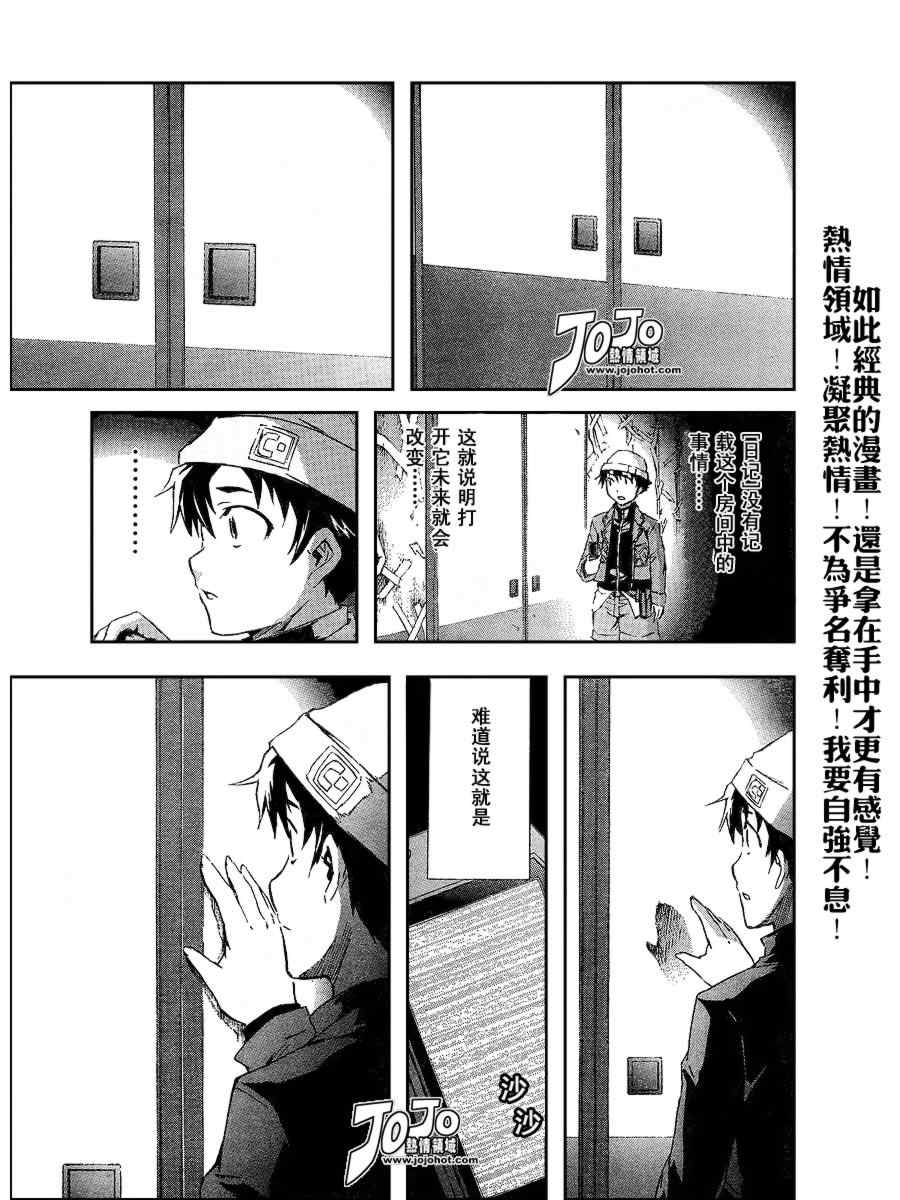 JOJO
熱情領域
www.jojohot.com
『日记』没有记
载这个房间中的
事情……
这就说明打
开它未来就会
改变……
…………
难道说这就是
沙
沙
JOJO
熱情領域
www.jojohot.com
如此經典的漫畫！還是拿在手中才更有感覺！
熱情領域！凝聚熱情！不為爭名奪利！我要自強不息！